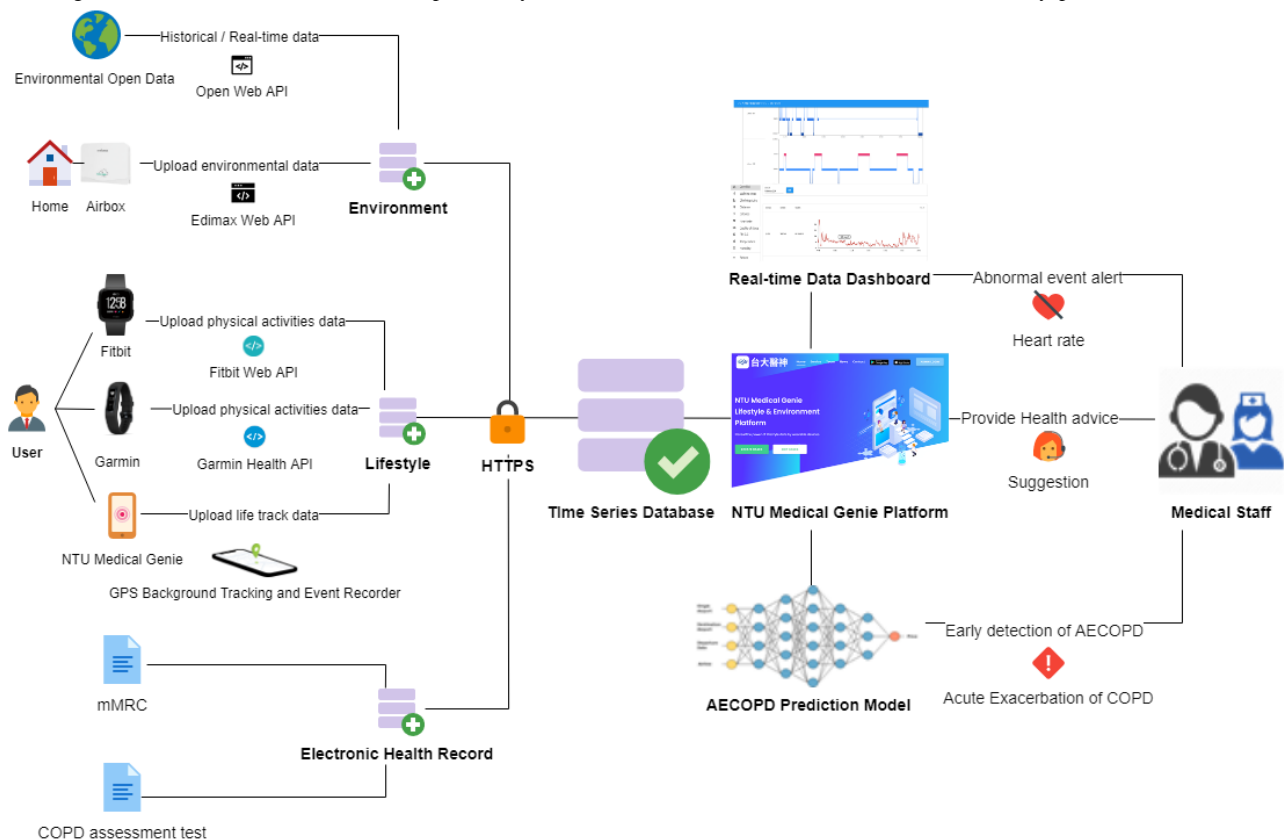 Historical / Real-time data
Environmental Open Data
Open Web API
Upload environmental data
Home
Airbox
Edimax Web API
Environment
1258
Fitbit
Upload physical activities data
Fitbit Web API
User
Upload physical activities data
Garmin
Garmin Health API
Lifestyle
HTTPS
Upload life track data
NTU Medical Genie
GPS Background Tracking and Event Recorder
mMRC
Electronic Health Record
COPD assessment test
Time Series Database
Real-time Data Dashboard
Abnormal event alert
Heart rate
台大醫神
NTU Medical Genie
Lifestyle & Environment
Platform
NTU Medical Genie Platform
Provide Health advice
Suggestion
Medical Staff
AECOPD Prediction Model
Early detection of AECOPD
Acute Exacerbation of COPD